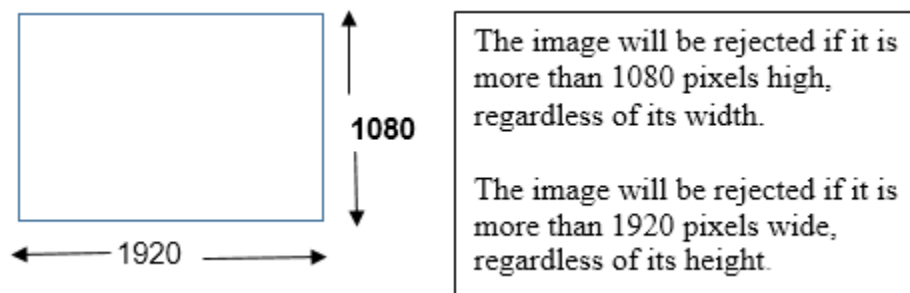 1080
1920
The image will be rejected if it is
more than 1080 pixels high,
regardless of its width.
The image will be rejected if it is
more than 1920 pixels wide,
regardless of its height.